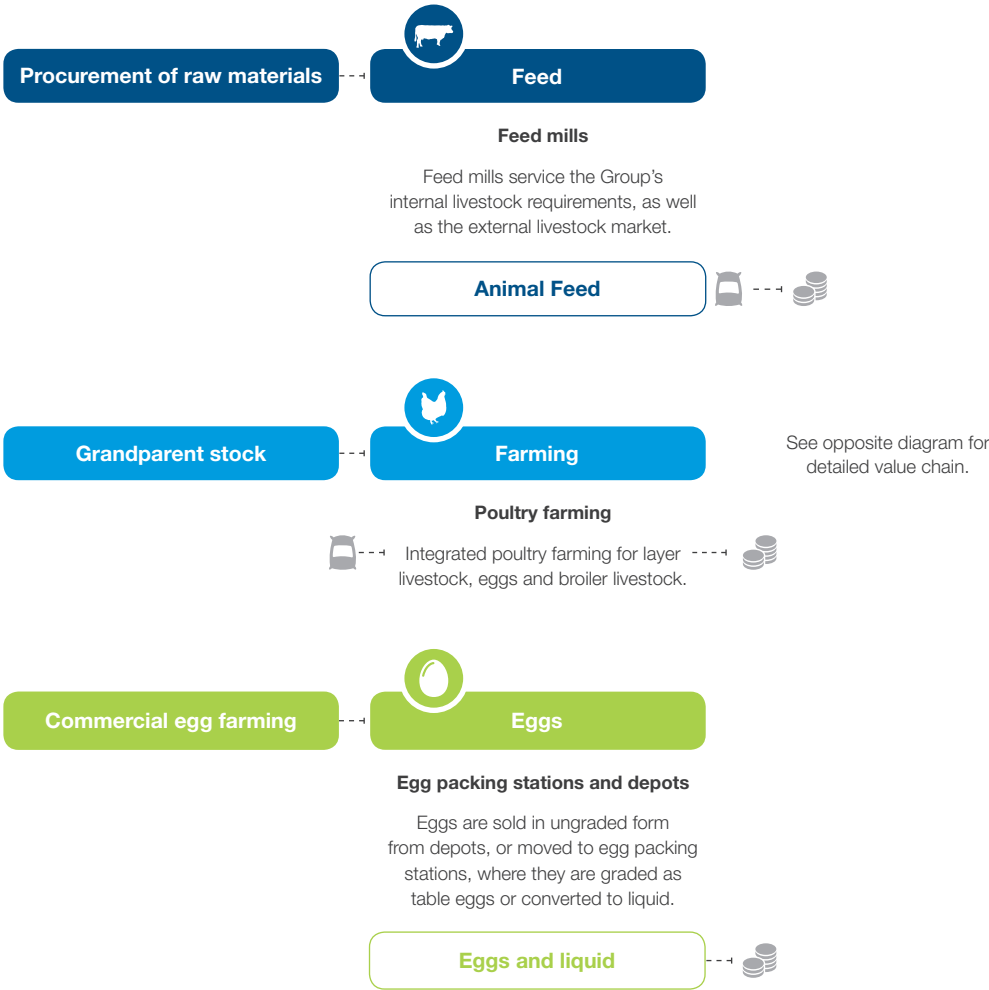 Procurement of raw materials
Feed
Feed mills
Feed mills service the Group's
internal livestock requirements, as well
as the external livestock market.
Animal Feed
Grandparent stock
Farming
See opposite diagram for
detailed value chain.
Poultry farming
Integrated poultry farming for layer
livestock, eggs and broiler livestock.
Commercial egg farming
Eggs
Egg packing stations and depots
Eggs are sold in ungraded form
from depots, or moved to egg packing
stations, where they are graded as
table eggs or converted to liquid.
Eggs and liquid